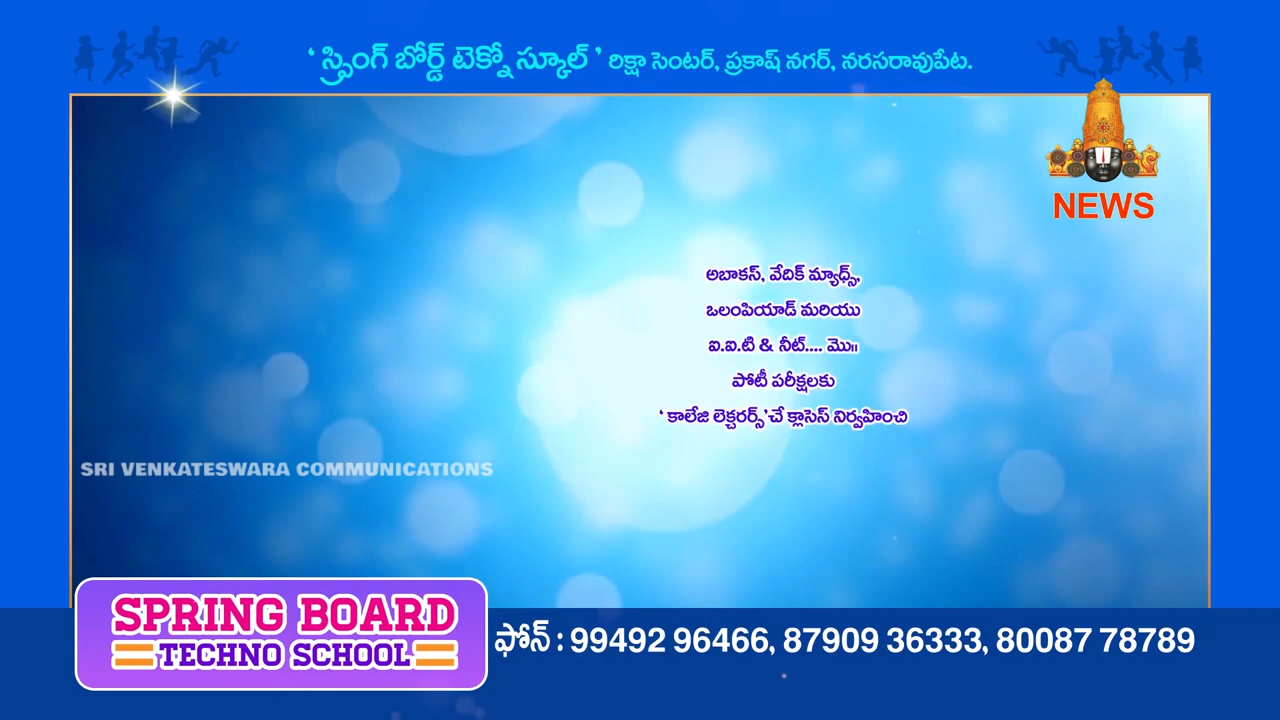 ‘ స్ప్రింగ్ బోర్డ్ టెక్నో స్కూల్ ’ రిక్షా సెంటర్, ప్రకాష్ నగర్, నరసరావుపేట.
NEWS
అబాకస్, వేదిక్ మ్యాధ్స్,
ఒలంపియాడ్ మరియు
ఐ.ఐ.టి & నీట్.... మొ॥
పోటీ పరీక్షలకు
‘ కాలేజి లెక్చరర్స్’చే క్లాసెస్ నిర్వహించి
SRI VENKATESWARA COMMUNICATIONS
SPRING BOARD
TECHNO SCHOOL
ఫోన్ : 99492 96466, 87909 36333, 80087 78789